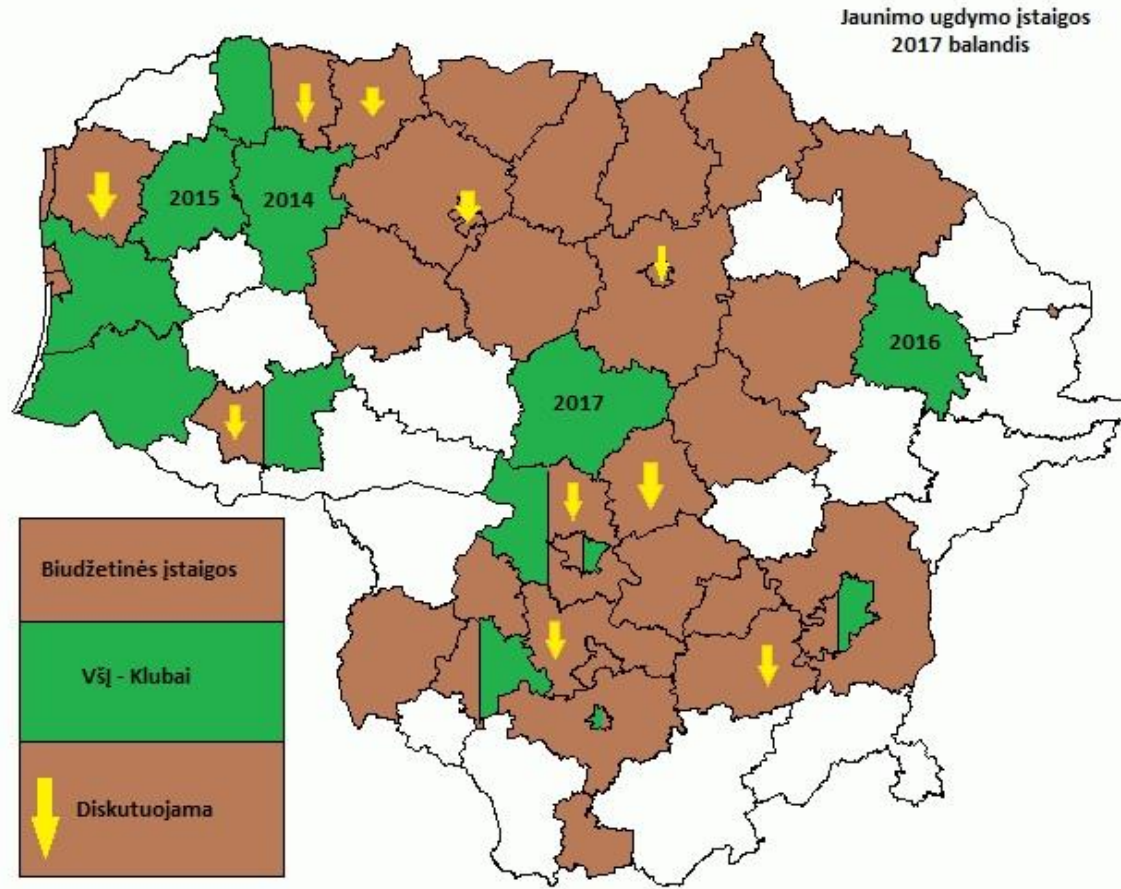 Jaunimo ugdymo įstaigos
2017 balandis
2015
2014
2016
2017
Biudžetinės įstaigos
VšĮ - Klubai
Diskutuojama